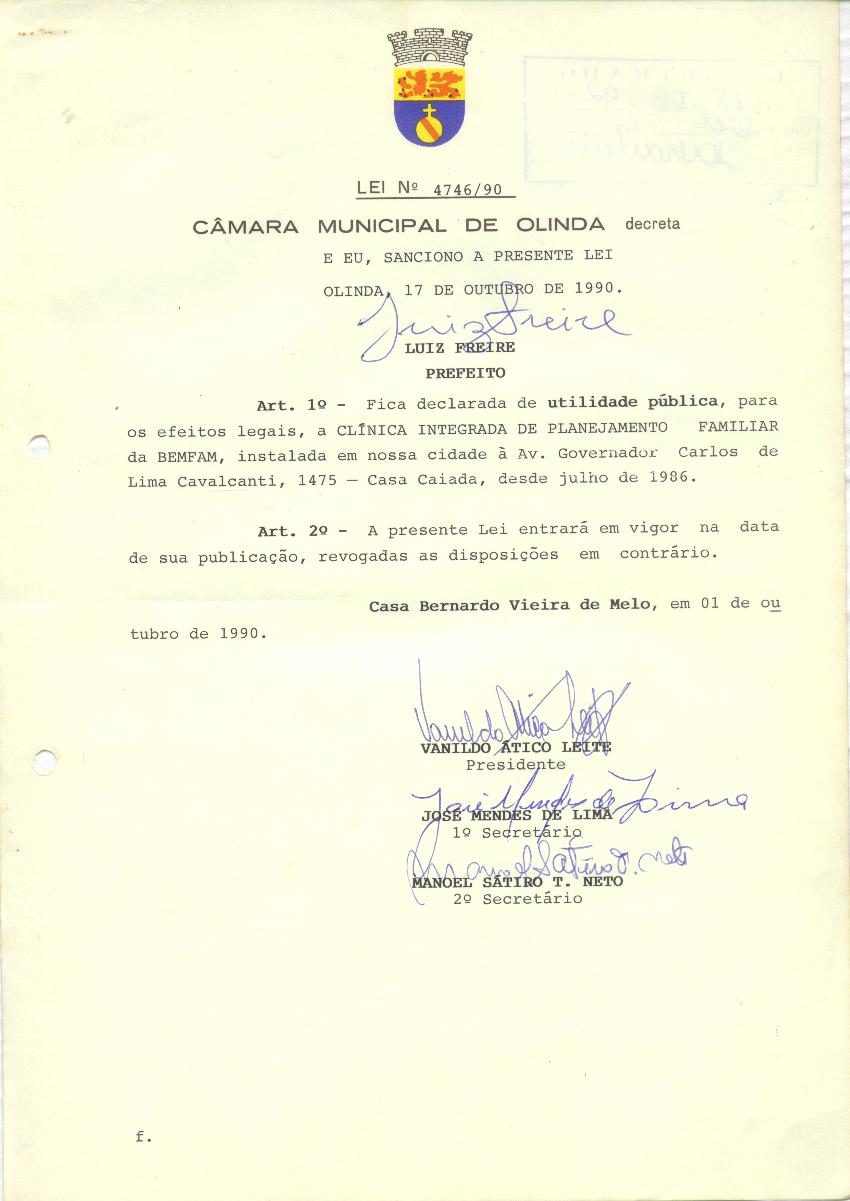 LEI Nº 4746/90
CÂMARA MUNICIPAL DE OLINDA decreta
E EU, SANCIONO A PRESENTE LEI
OLINDA, 17 DE OUTUBRO DE 1990.
Luiz Freire
LUIZ FREIRE
PREFEITO
Art. 1º - Fica declarada de utilidade pública, para
os efeitos legais, a CLÍNICA INTEGRADA DE PLANEJAMENTO FAMILIAR
da BEMFAM, instalada em nossa cidade à Av. Governador Carlos de
Lima Cavalcanti, 1475 — Casa Caiada, desde julho de 1986.
Art. 2º - A presente Lei entrará em vigor na data
de sua publicação, revogadas as disposições em contrário.
Casa Bernardo Vieira de Melo, em 01 de ou
tubro de 1990.
Vanildo Ático Leite
VANILDO ÁTICO LEITE
Presidente
José Mendes de Lima
JOSÉ MENDES DE LIMA
1º Secretário
Manoel Sátiro T. Neto
MANOEL SÁTIRO T. NETO
2º Secretário
f.